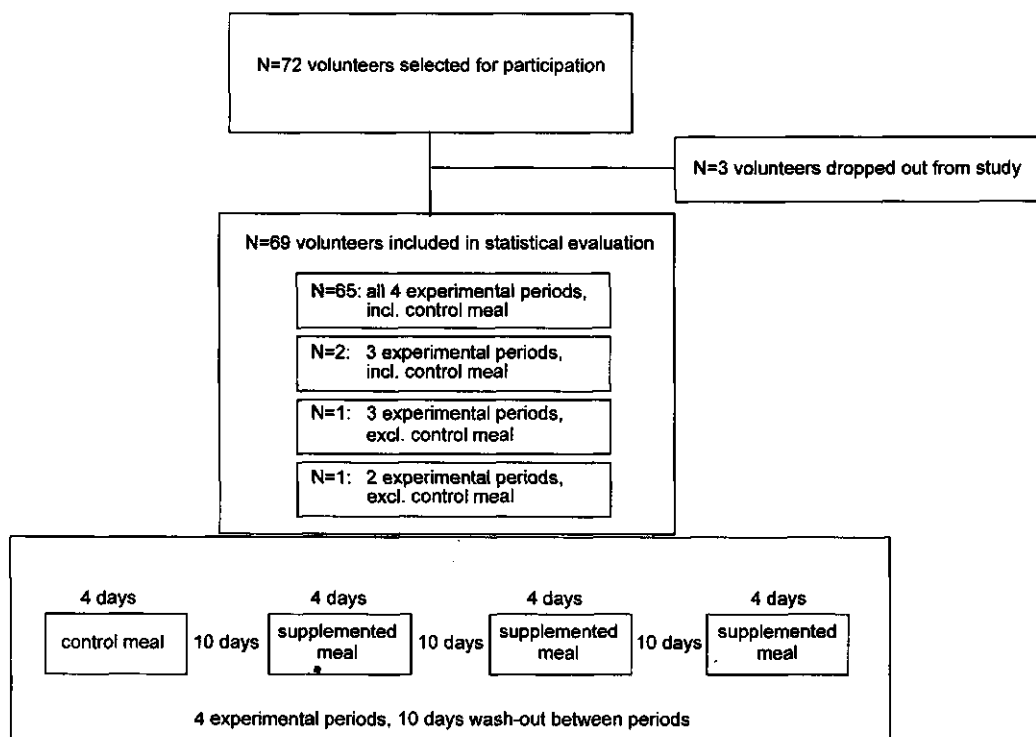 N=72 volunteers selected for participation
N=3 volunteers dropped out from study
N=69 volunteers included in statistical evaluation
N=65: all 4 experimental periods,
incl. control meal
N=2: 3 experimental periods,
incl. control meal
N=1: 3 experimental periods,
excl. control meal
N=1: 2 experimental periods,
excl. control meal
4 days 4 days 4 days 4 days
control meal 10 days supplemented 10 days supplemented 10 days supplemented
meal meal meal
4 experimental periods, 10 days wash-out between periods